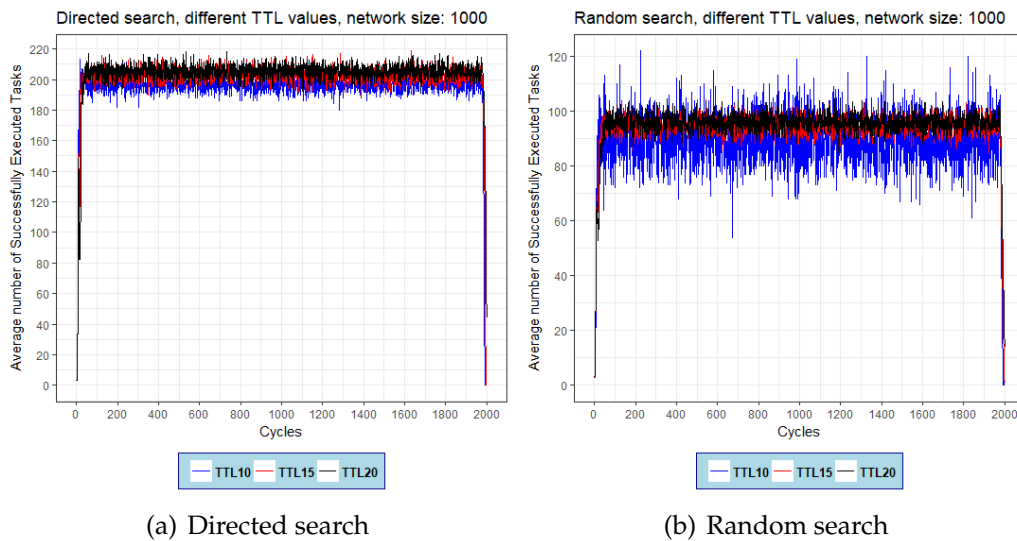 Directed search, different TTL values, network size: 1000
Average number of Successfully Executed Tasks
220
200
180
160
140
120
100
80
60
40
20
0
0 200 400 600 800 1000 1200 1400 1600 1800 2000
Cycles
TTL10 TTL15 TTL20
(a) Directed search
Random search, different TTL values, network size: 1000
Average number of Successfully Executed Tasks
120
100
80
60
40
20
0
0 200 400 600 800 1000 1200 1400 1600 1800 2000
Cycles
TTL10 TTL15 TTL20
(b) Random search